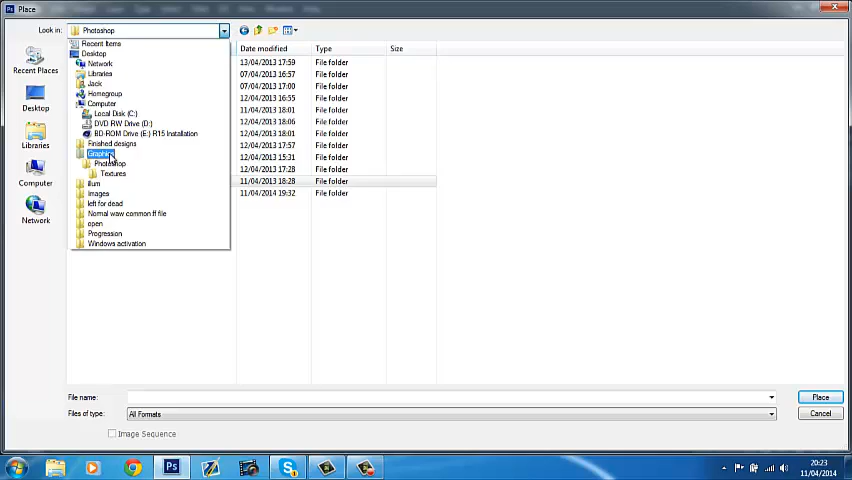 Place
Look in: Photoshop
Recent Items
Desktop
Network
Libraries
Jack
Homegroup
Computer
Local Disk (C:)
DVD RW Drive (D:)
BD-ROM Drive (E:) R15 Installation
Finished designs
Graphics
Photoshop
Textures
illum
Images
left for dead
Normal waw common ff file
open
Progression
Windows activation
Recent Places
Desktop
Libraries
Computer
Network
Date modified Type Size
13/04/2013 17:59 File folder
07/04/2013 16:57 File folder
07/04/2013 17:00 File folder
12/04/2013 16:55 File folder
11/04/2013 18:01 File folder
12/04/2013 18:06 File folder
12/04/2013 18:01 File folder
12/04/2013 17:57 File folder
12/04/2013 15:31 File folder
12/04/2013 17:28 File folder
11/04/2013 18:28 File folder
11/04/2014 19:32 File folder
File name: Place
Files of type: All Formats Cancel
Image Sequence
20:23
11/04/2014